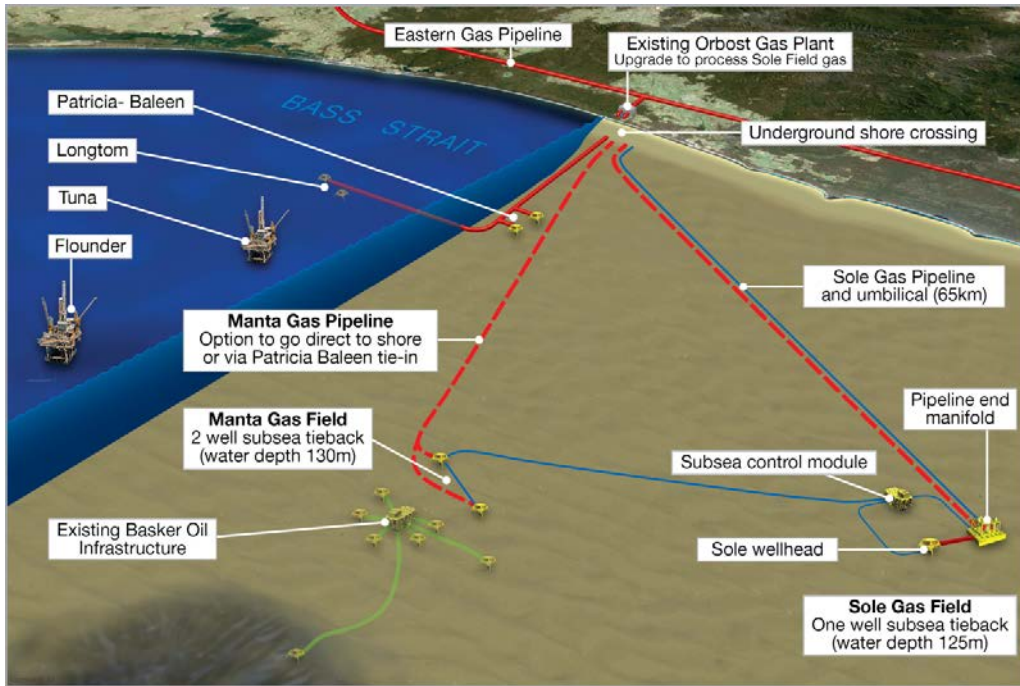 Eastern Gas Pipeline
Existing Orbost Gas Plant
Upgrade to process Sole Field gas
Patricia- Baleen
BASS STRAIT
Underground shore crossing
Longtom
Tuna
Flounder
Sole Gas Pipeline
and umbilical (65km)
Manta Gas Pipeline
Option to go direct to shore
or via Patricia Baleen tie-in
Pipeline end
manifold
Manta Gas Field
2 well subsea tieback
(water depth 130m)
Subsea control module
Existing Basker Oil
Infrastructure
Sole wellhead
Sole Gas Field
One well subsea tieback
(water depth 125m)